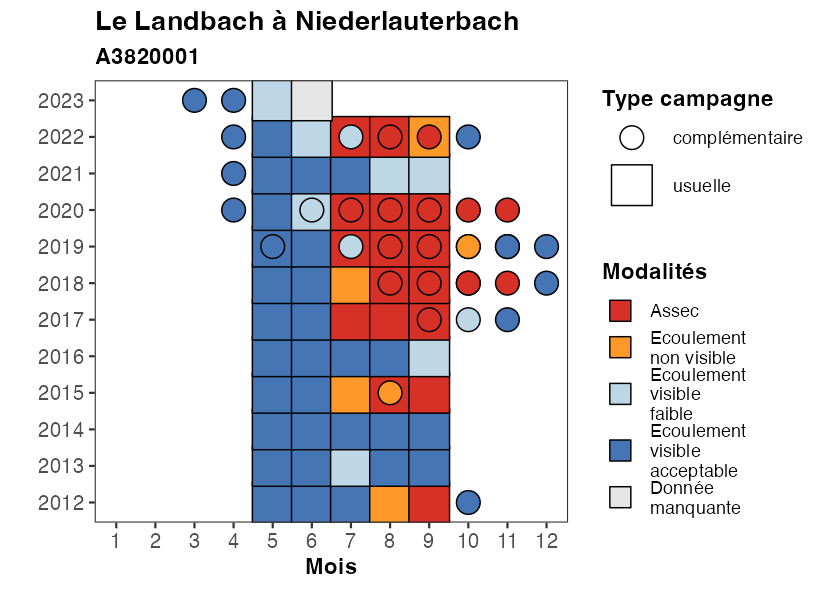 Le Landbach à Niederlauterbach
A3820001
2023
2022
2021
2020
2019
2018
2017
2016
2015
2014
2013
2012
1 2 3 4 5 6 7 8 9 10 11 12
Mois
Type campagne
complémentaire
usuelle
Modalités
Assec
Ecoulement
non visible
Ecoulement
visible
faible
Ecoulement
visible
acceptable
Donnée
manquante